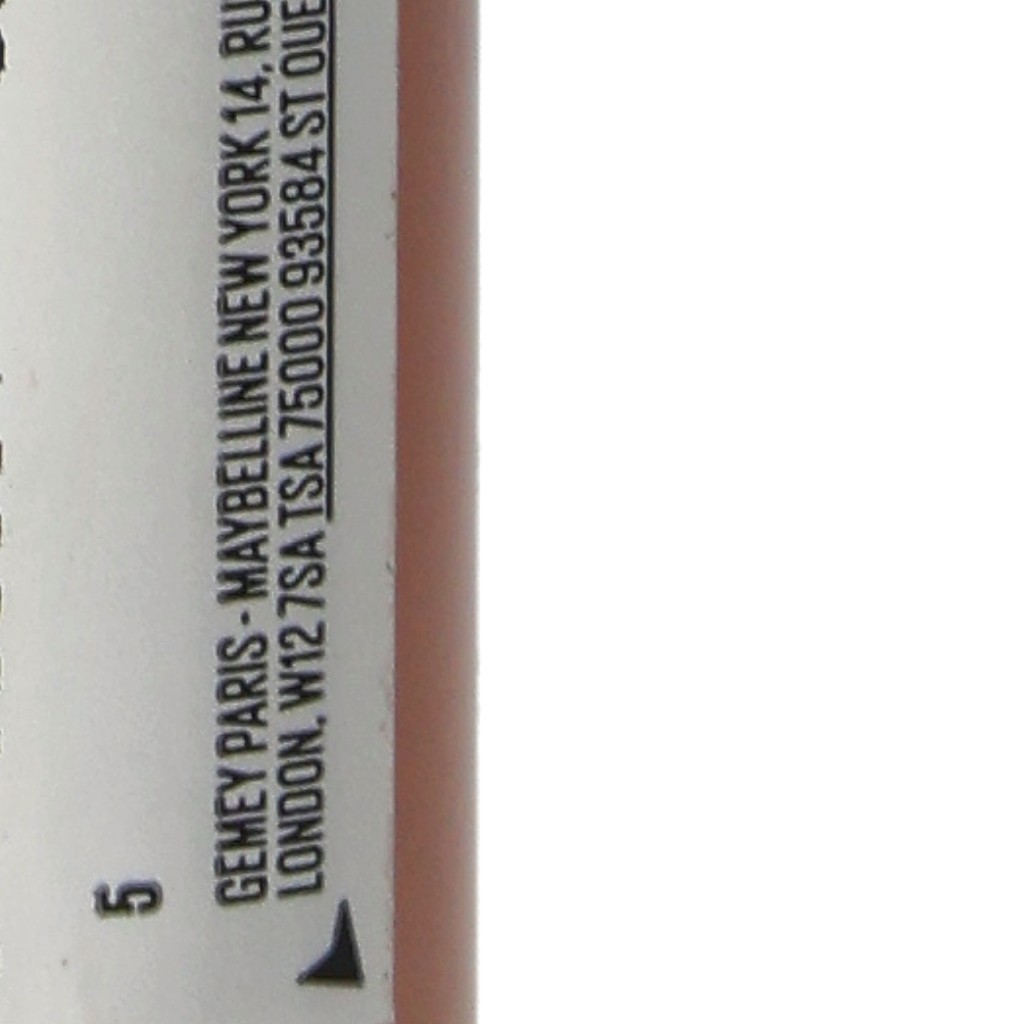 5
GEMEY PARIS - MAYBELLINE NEW YORK 14, RU
LONDON, W12 7SA TSA 75000 93584 ST OUE